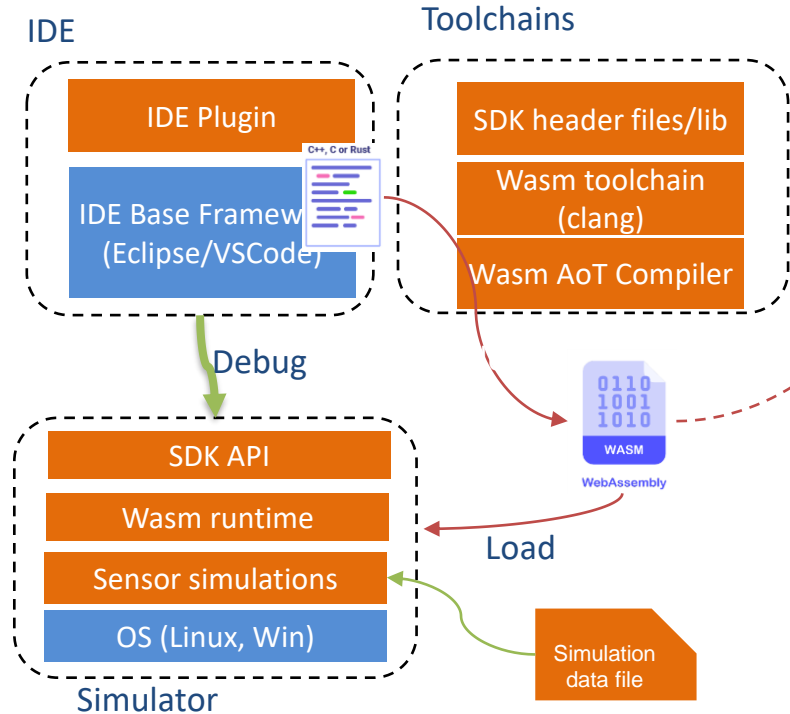 IDE
Toolchains
IDE Plugin
C++, C or Rust
IDE Base Framew
(Eclipse/VSCode)
SDK header files/lib
Wasm toolchain
(clang)
Wasm AoT Compiler
Debug
0110
1001
1010
WASM
WebAssembly
SDK API
Wasm runtime
Load
Sensor simulations
OS (Linux, Win)
Simulation
data file
Simulator